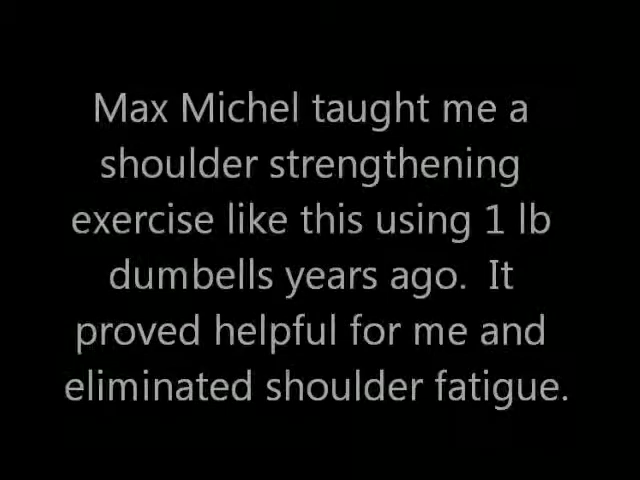 Max Michel taught me a
shoulder strengthening
exercise like this using 1 lb
dumbells years ago.  It
proved helpful for me and
eliminated shoulder fatigue.